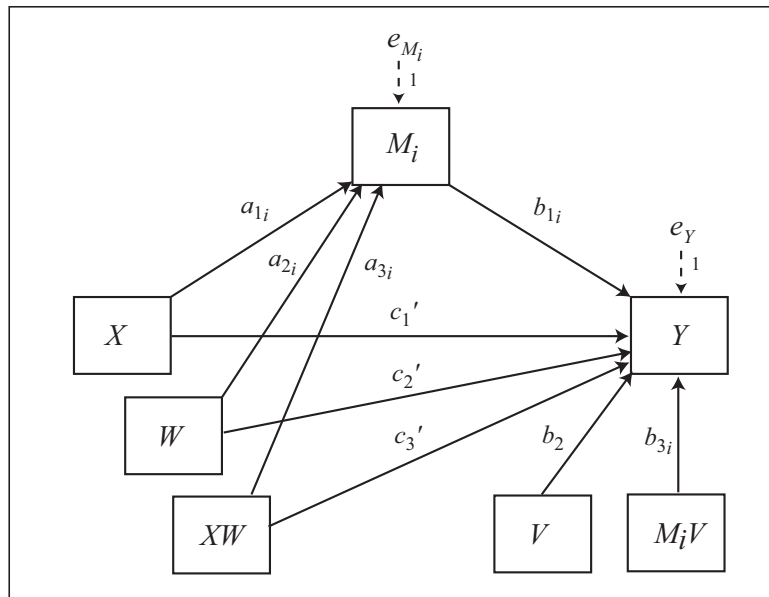 e_{M_i}
1
M_i
a_{1i}
b_{1i}
a_{2i}
a_{3i}
e_Y
1
X
c_1′
Y
W
c_2′
c_3′
b_2
b_{3i}
XW
V
M_iV